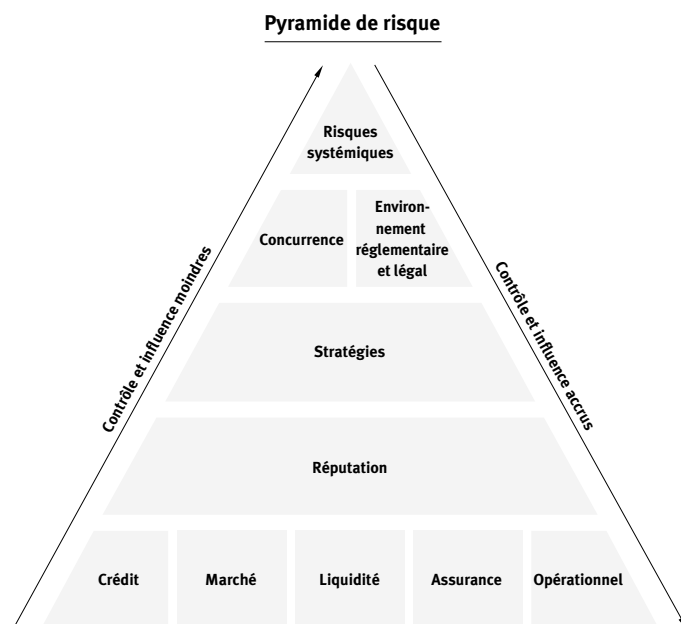 Pyramide de risque
Risques
systémiques
Concurrence
Environ-
nement
réglementaire
et légal
Contrôle et influence moindres
Contrôle et influence accrus
Stratégies
Réputation
Crédit
Marché
Liquidité
Assurance
Opérationnel